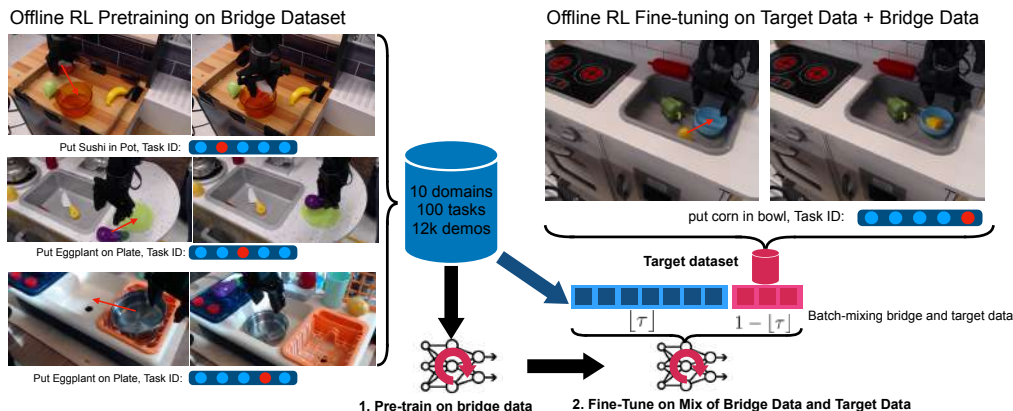 Offline RL Pretraining on Bridge Dataset
Offline RL Fine-tuning on Target Data + Bridge Data
Put Sushi in Pot, Task ID:
Put Eggplant on Plate, Task ID:
Put Eggplant on Plate, Task ID:
10 domains
100 tasks
12k demos
put corn in bowl, Task ID:
Target dataset
⌊τ⌋
1 − ⌊τ⌋
Batch-mixing bridge and target data
1. Pre-train on bridge data
2. Fine-Tune on Mix of Bridge Data and Target Data